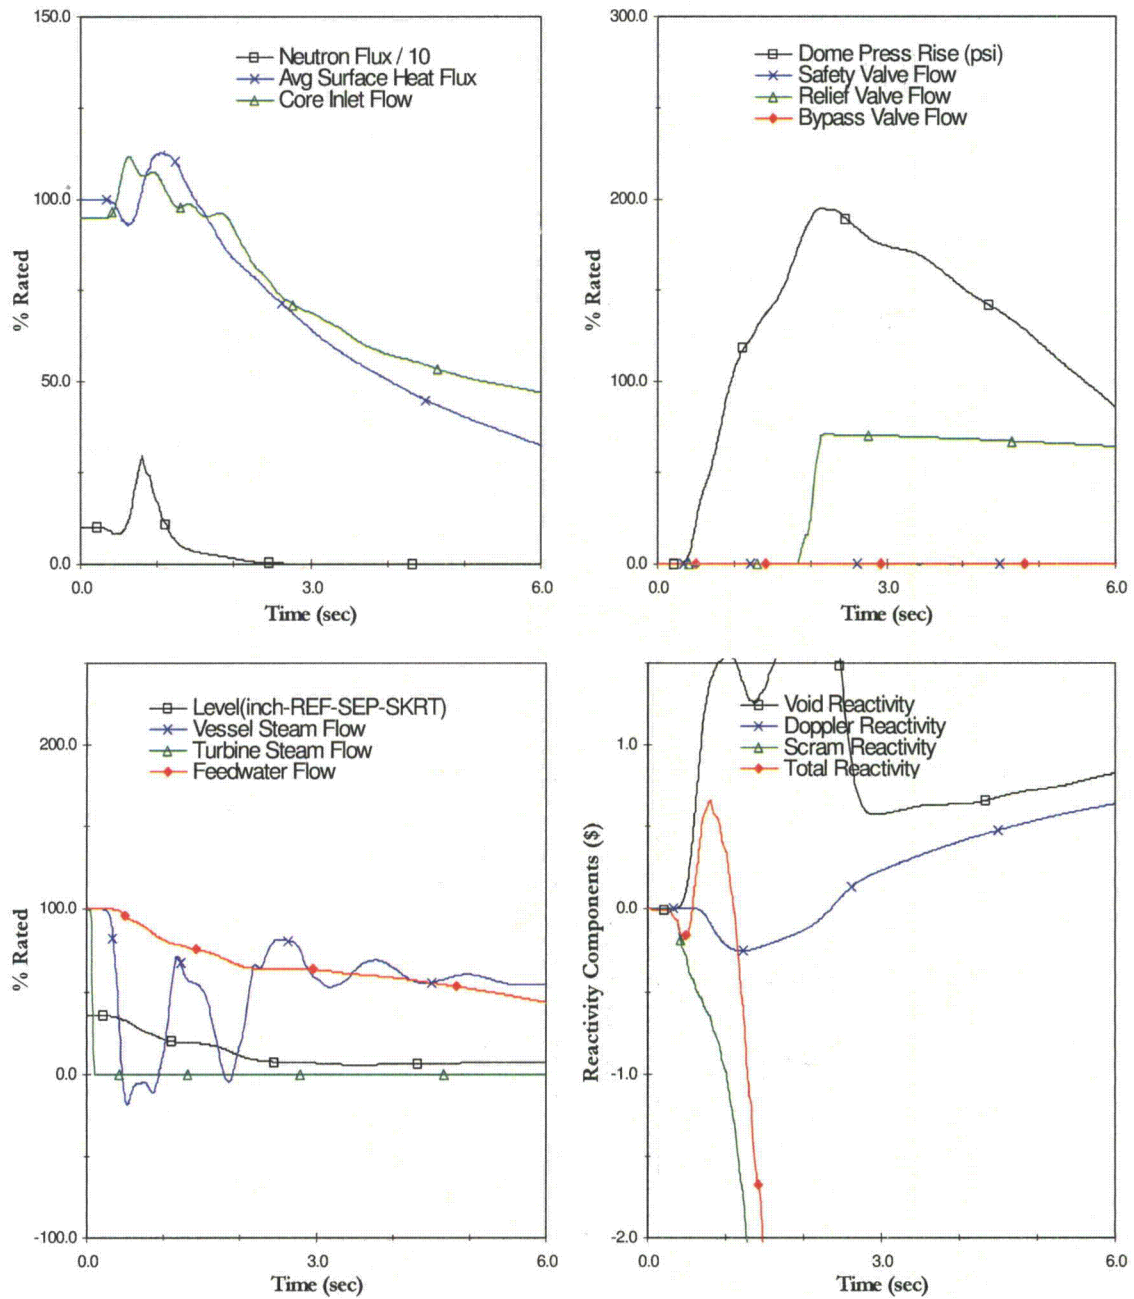 150.0
Neutron Flux / 10
Avg Surface Heat Flux
Core Inlet Flow
100.0
% Rated
50.0
0.0
0.0 3.0 6.0
Time (sec)
300.0
Dome Press Rise (psi)
Safety Valve Flow
Relief Valve Flow
Bypass Valve Flow
200.0
% Rated
100.0
0.0
0.0 3.0 6.0
Time (sec)
Level(inch-REF-SEP-SKRT)
Vessel Steam Flow
Turbine Steam Flow
Feedwater Flow
200.0
100.0
% Rated
0.0
-100.0
0.0 3.0 6.0
Time (sec)
Void Reactivity
Doppler Reactivity
Scram Reactivity
Total Reactivity
1.0
0.0
Reactivity Components ($)
-1.0
-2.0
0.0 3.0 6.0
Time (sec)